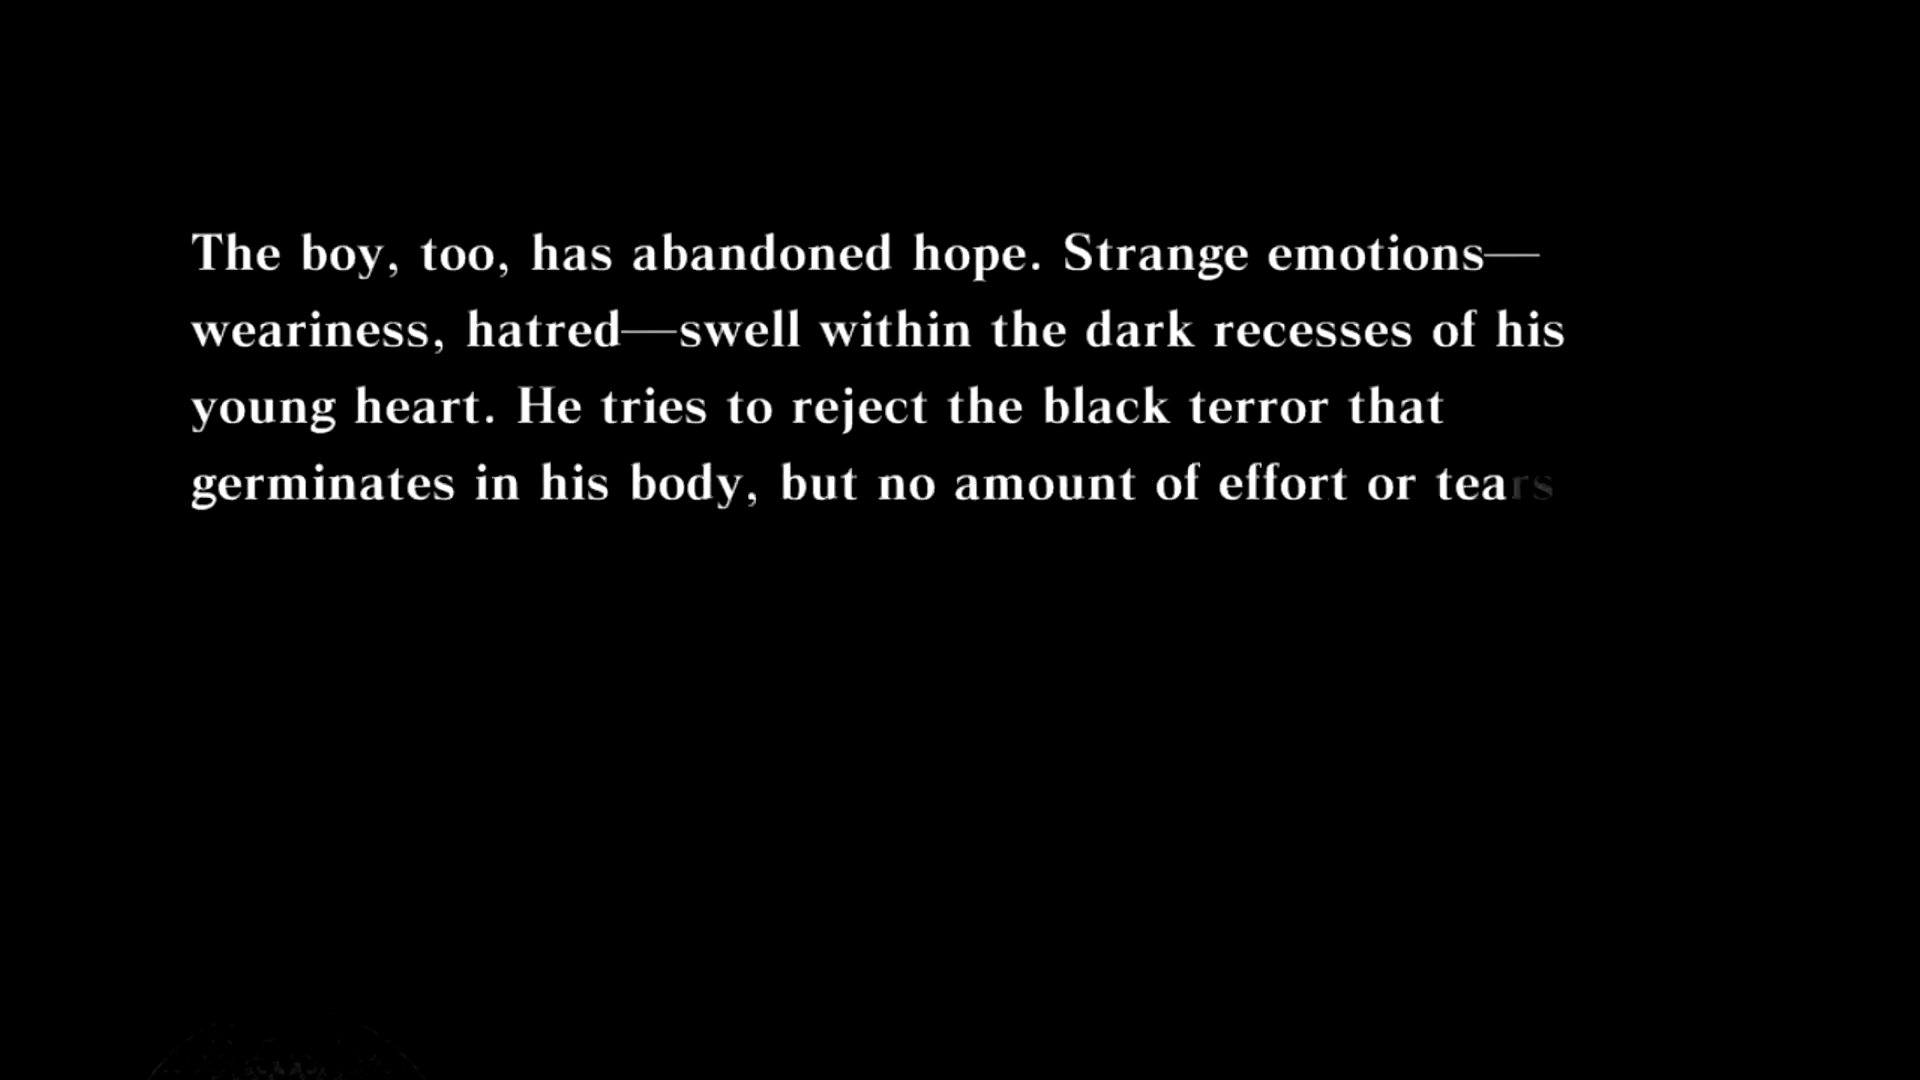 The boy, too, has abandoned hope. Strange emotions—
weariness, hatred—swell within the dark recesses of his
young heart. He tries to reject the black terror that
germinates in his body, but no amount of effort or tears